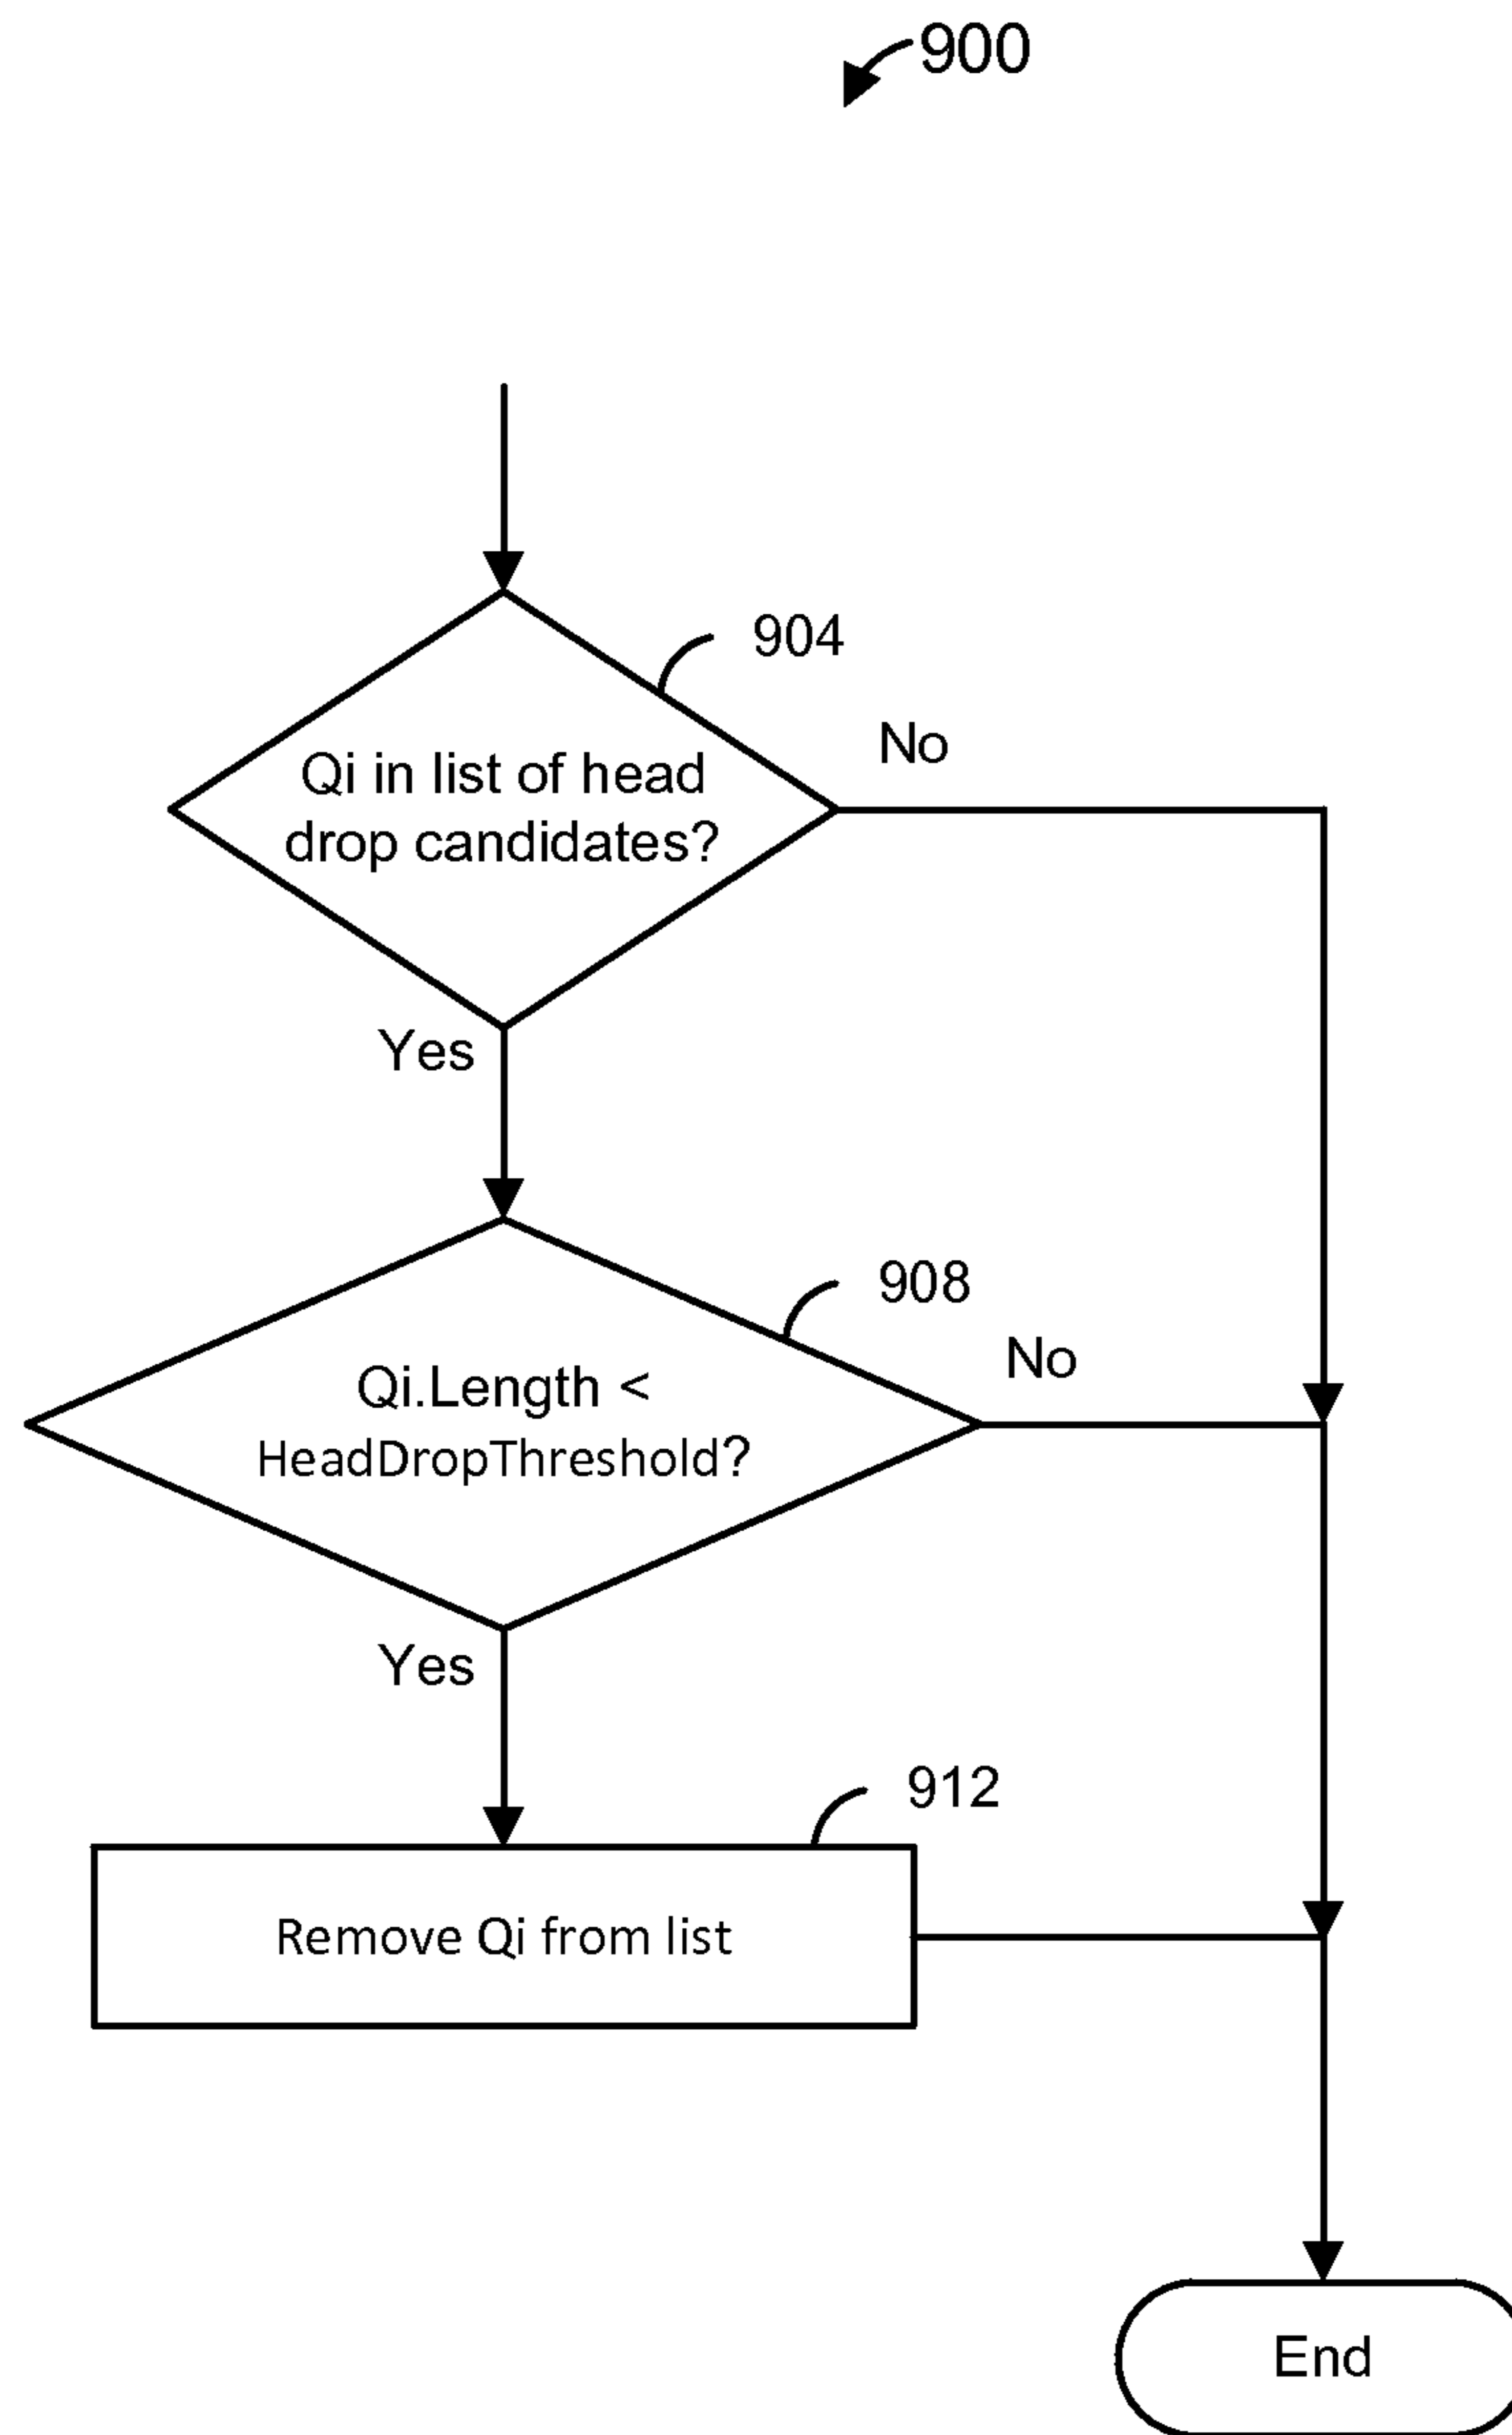 900
904
No
Qi in list of head
drop candidates?
Yes
908
No
Qi.Length <
HeadDropThreshold?
Yes
912
Remove Qi from list
End